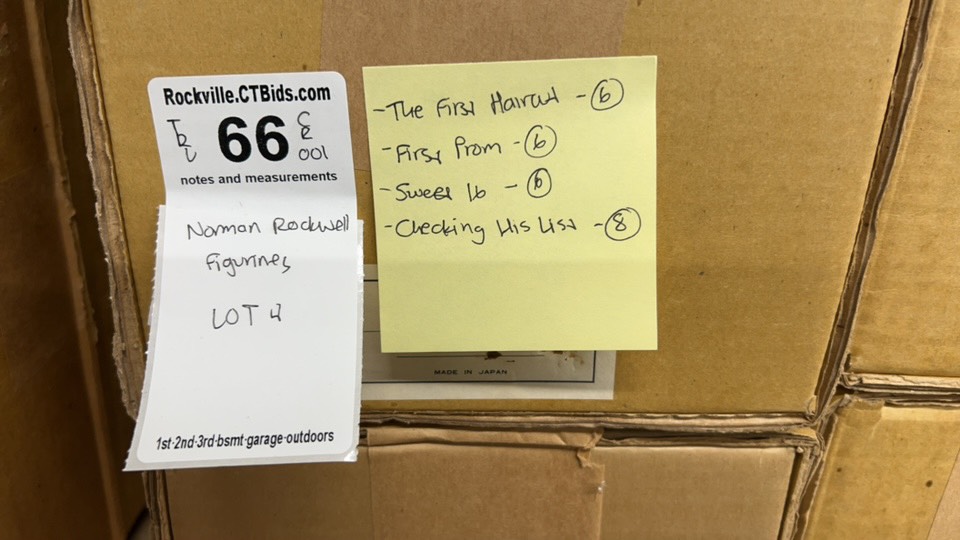 Rockville.CTBids.com
66
001
notes and measurements
Norman Rockwell
Figurines
LOT 4
1st-2nd-3rd-bsmt-garage-outdoors
- The First Haircut - 6
- First Prom - 6
- Sweet 16 - 6
- Checking His List - 8
MADE IN JAPAN